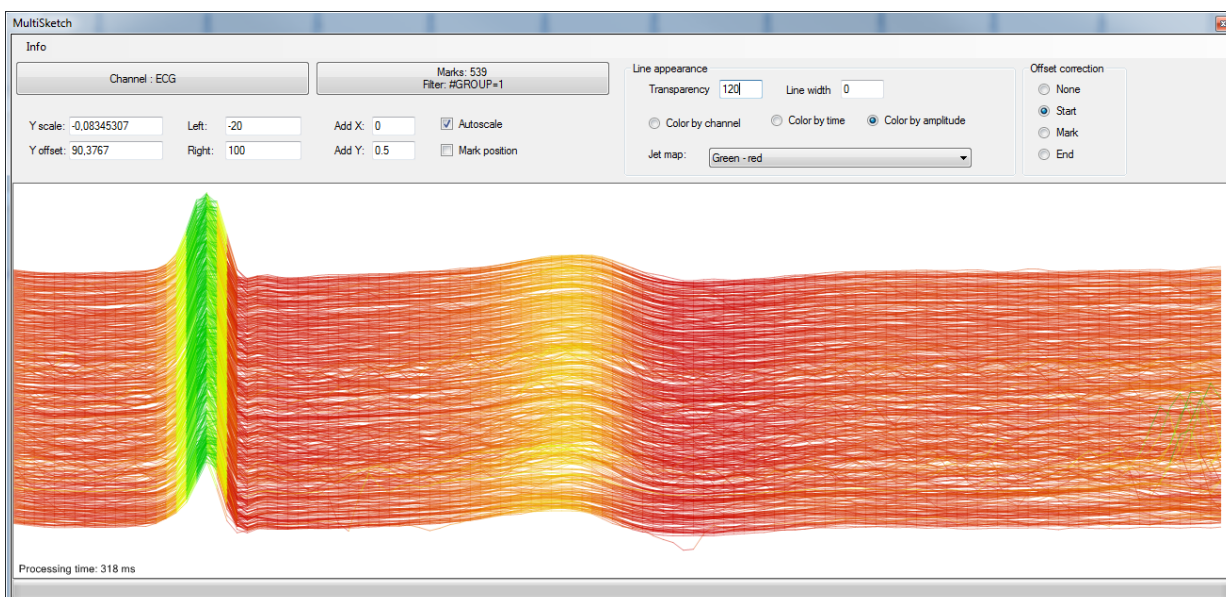 MultiSketch
Info
Channel : ECG
Marks: 539
Filter: #GROUP=1
Y scale: -0,08345307
Left: -20
Add X: 0
Autoscale
Y offset: 90,3767
Right: 100
Add Y: 0.5
Mark position
Line appearance
Transparency 120
Line width 0
Color by channel
Color by time
Color by amplitude
Jet map: Green - red
Offset correction
None
Start
Mark
End
Processing time: 318 ms